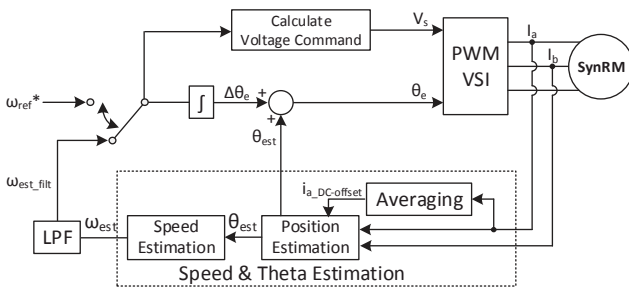 Calculate
Voltage Command
V_s
PWM
VSI
I_a
I_b
SynRM
ω_ref*
∫
Δθ_e
+
+
θ_e
θ_est
ω_est_filt
LPF
ω_est
Speed
Estimation
θ_est
Position
Estimation
i_a_DC-offset
Averaging
Speed & Theta Estimation